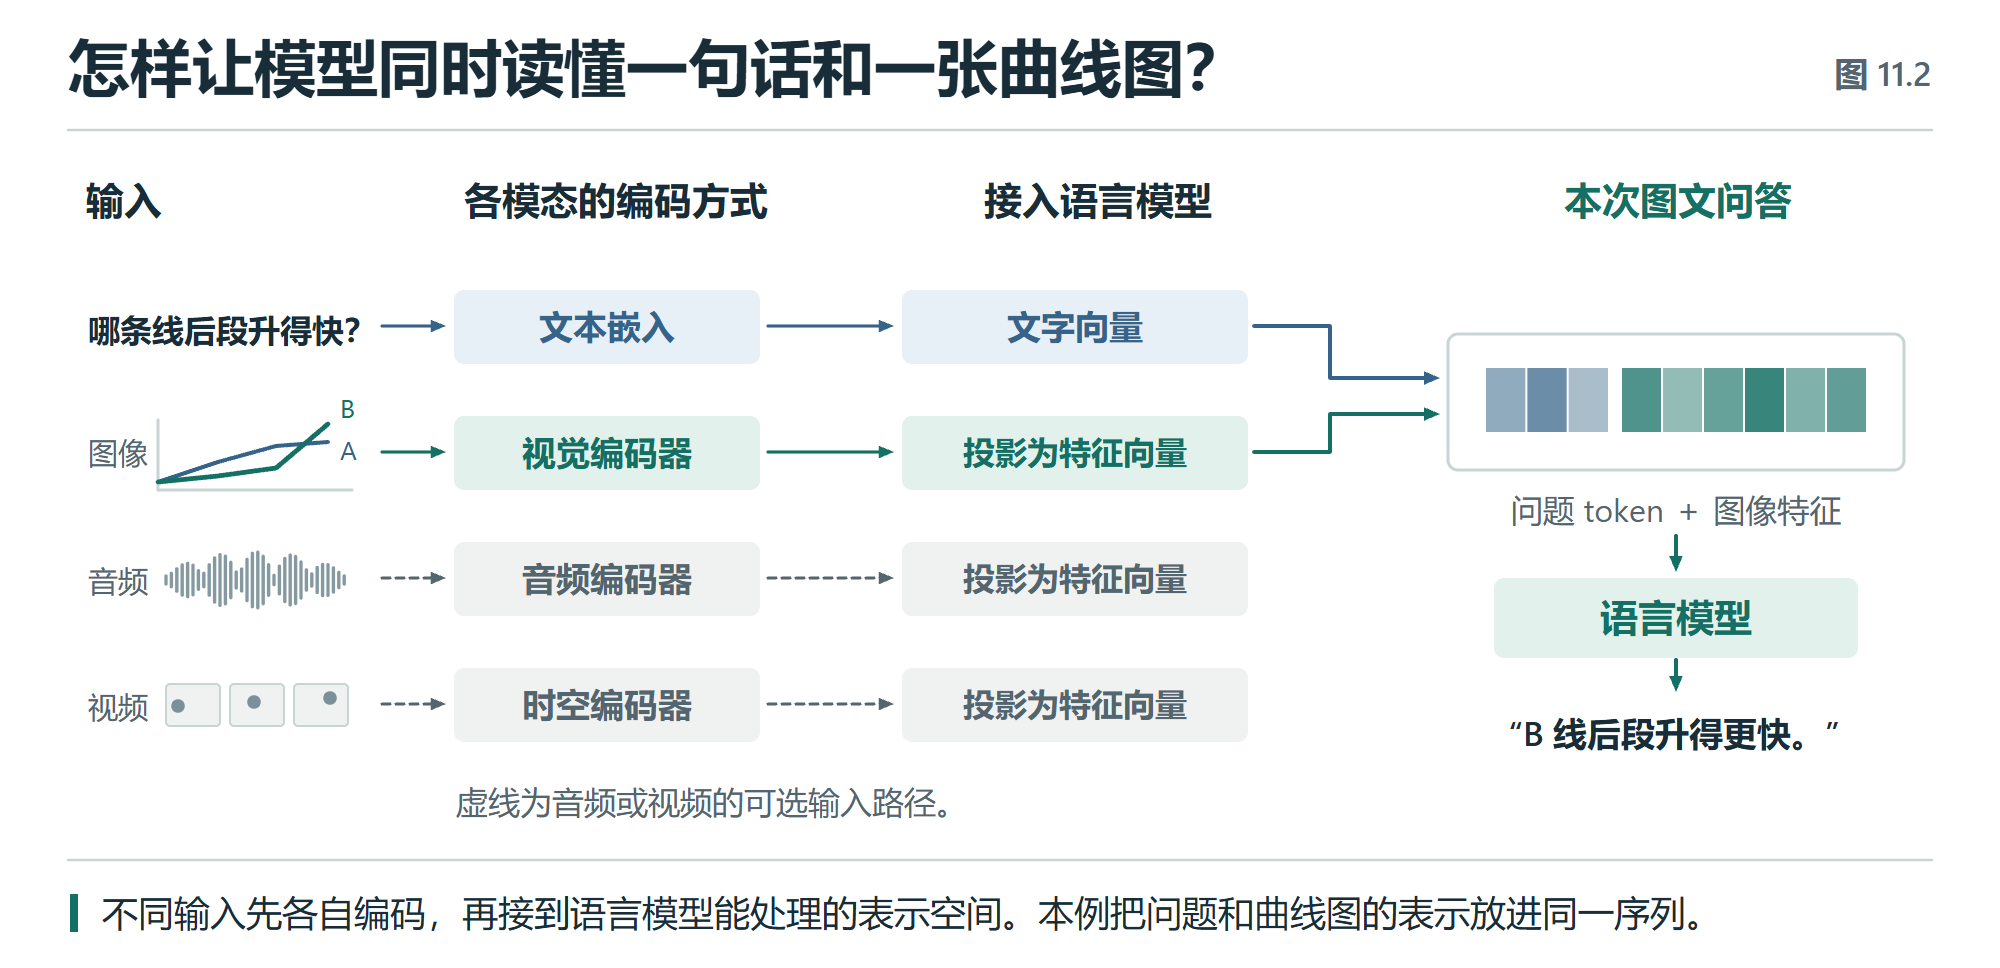 怎样让模型同时读懂一句话和一张曲线图?
图 11.2
输入
各模态的编码方式
接入语言模型
本次图文问答
哪条线后段升得快?
文本嵌入
文字向量
图像
B
A
视觉编码器
投影为特征向量
问题 token + 图像特征
音频
音频编码器
投影为特征向量
语言模型
视频
时空编码器
投影为特征向量
“B 线后段升得更快。”
虚线为音频或视频的可选输入路径。
不同输入先各自编码，再接到语言模型能处理的表示空间。本例把问题和曲线图的表示放进同一序列。